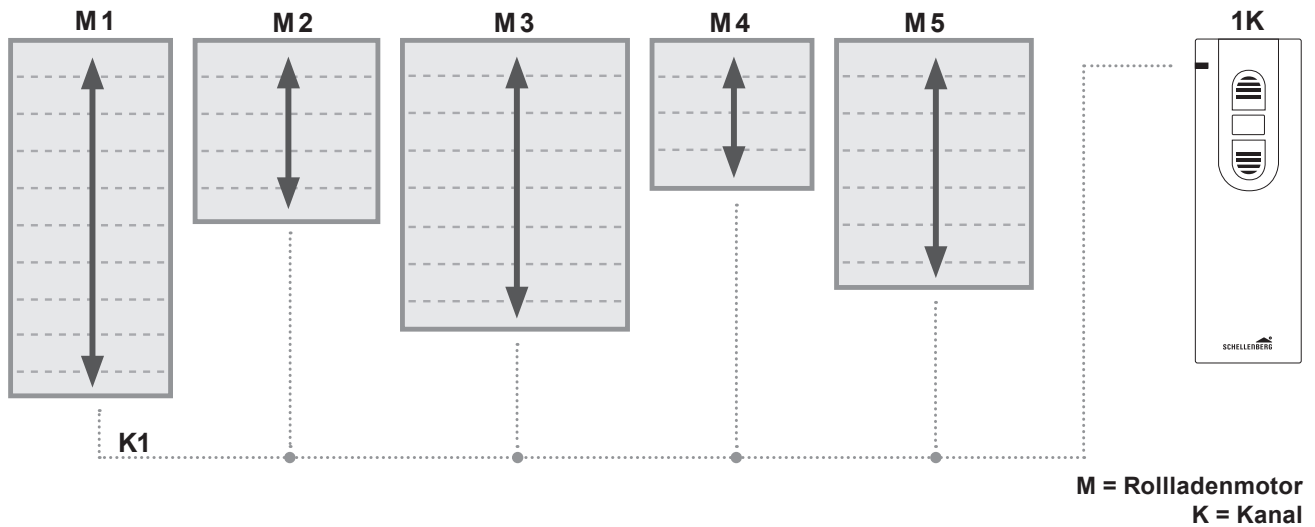 M1 M2 M3 M4 M5 1K
SCHELLENBERG
K1
M = Rollladenmotor
K = Kanal